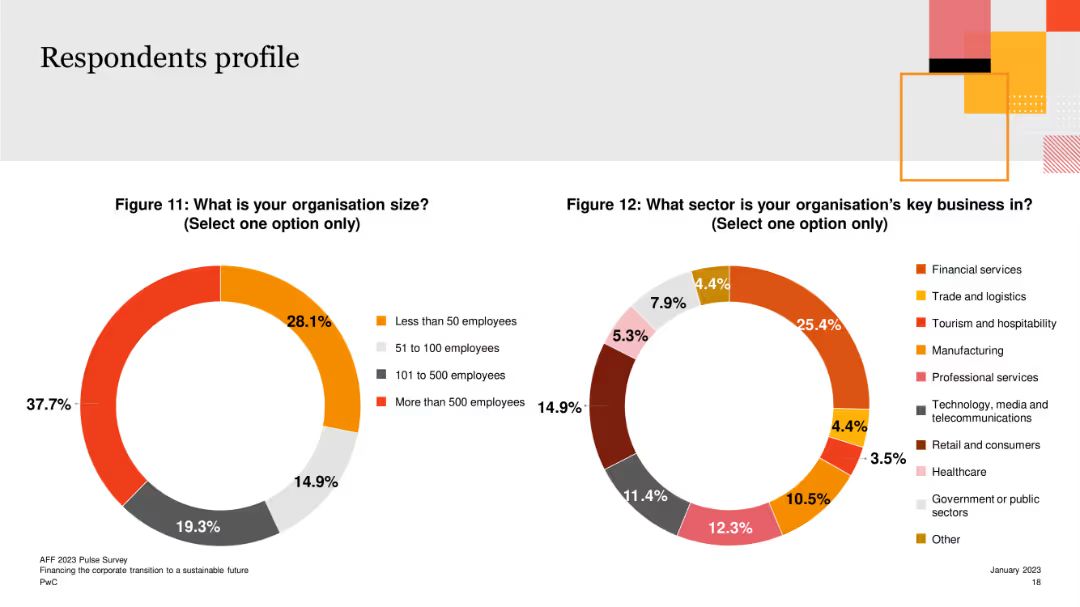 Respondents profile
Figure 11: What is your organisation size?
(Select one option only)
28.1%
14.9%
19.3%
37.7%
Less than 50 employees
51 to 100 employees
101 to 500 employees
More than 500 employees
Figure 12: What sector is your organisation's key business in?
(Select one option only)
25.4%
4.4%
3.5%
10.5%
12.3%
11.4%
14.9%
5.3%
7.9%
4.4%
Financial services
Trade and logistics
Tourism and hospitability
Manufacturing
Professional services
Technology, media and
telecommunications
Retail and consumers
Healthcare
Government or public
sectors
Other
AFF 2023 Pulse Survey
Financing the corporate transition to a sustainable future
PwC
January 2023
18